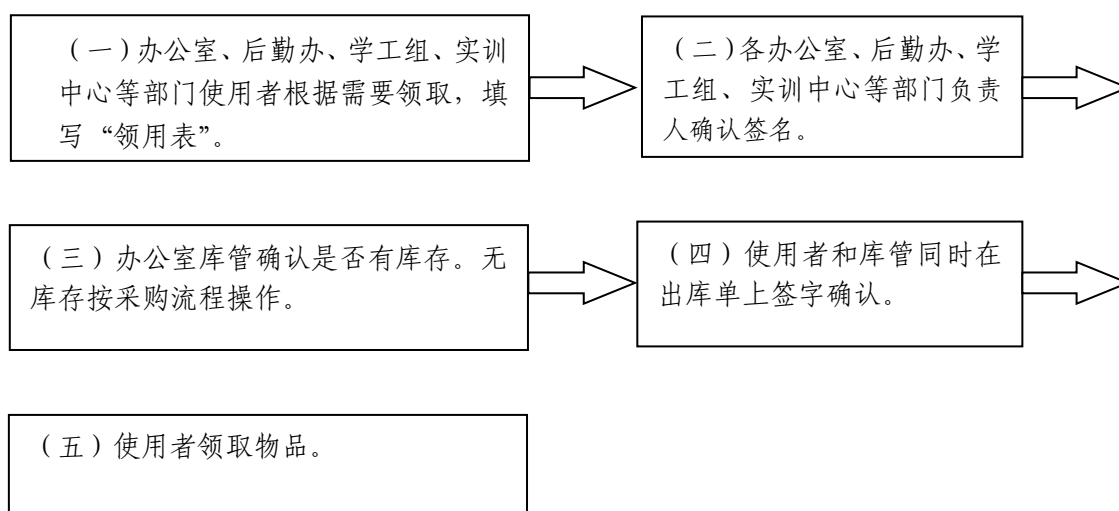 （一）办公室、后勤办、学工组、实训
中心等部门使用者根据需要领取，填
写“领用表”。
（二）各办公室、后勤办、学
工组、实训中心等部门负责
人确认签名。
（三）办公室库管确认是否有库存。无
库存按采购流程操作。
（四）使用者和库管同时在
出库单上签字确认。
（五）使用者领取物品。